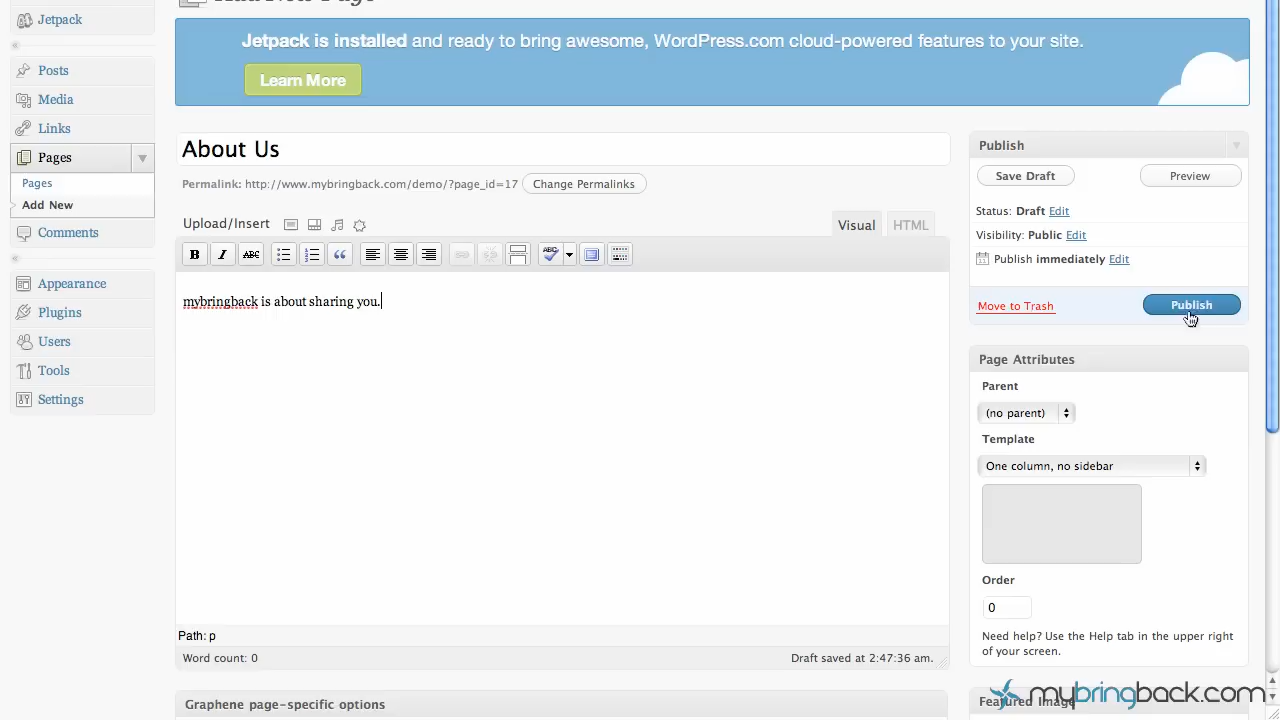 Add New Page
Jetpack
Jetpack is installed and ready to bring awesome, WordPress.com cloud-powered features to your site.
Learn More
Posts
Media
Links
Pages
Pages
Add New
Comments
Appearance
Plugins
Users
Tools
Settings
About Us
Permalink: http://www.mybringback.com/demo/?page_id=17 Change Permalinks
Upload/Insert
Visual HTML
B I ABC “ ABC
mybringback is about sharing you.
Path: p
Word count: 0 Draft saved at 2:47:36 am.
Graphene page-specific options
Publish
Save Draft Preview
Status: Draft Edit
Visibility: Public Edit
Publish immediately Edit
Move to Trash Publish
Page Attributes
Parent
(no parent)
Template
One column, no sidebar
Order
0
Need help? Use the Help tab in the upper right
of your screen.
Featured Image
mybringback.com